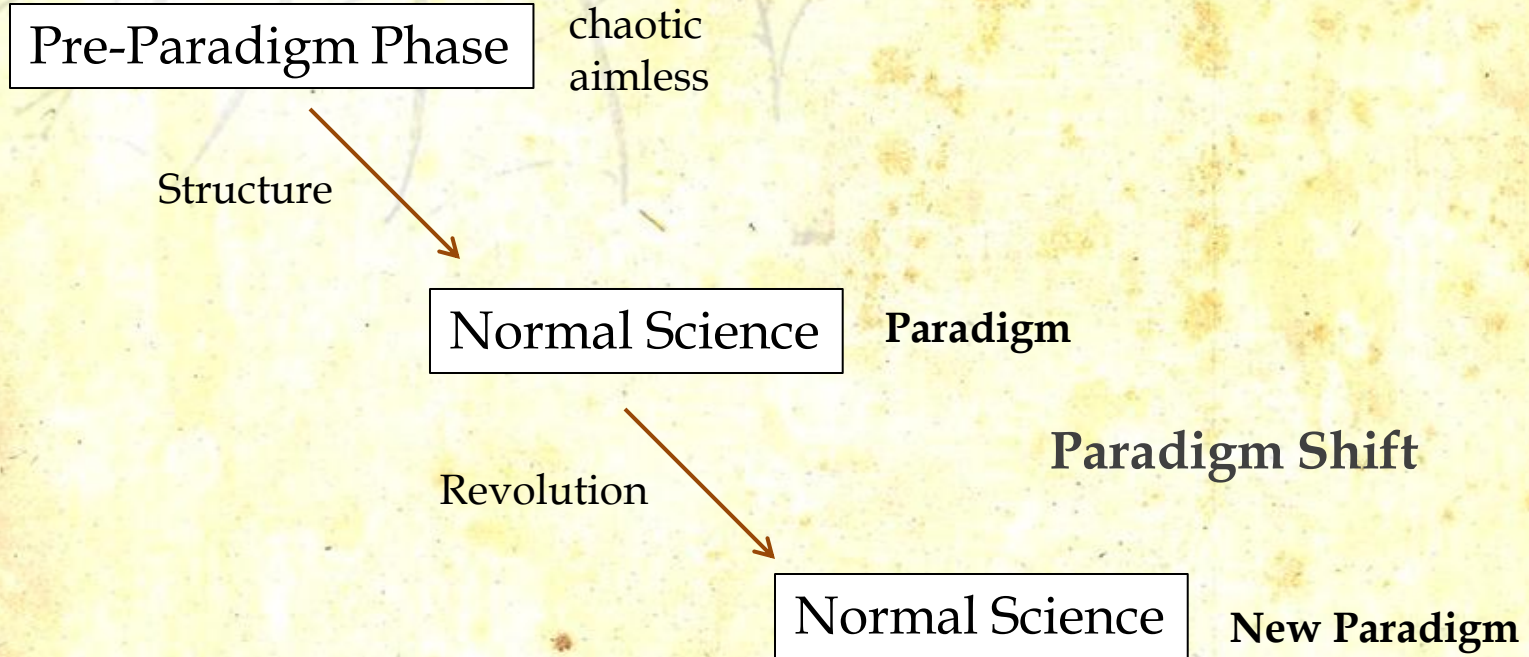 Pre-Paradigm Phase
chaotic
aimless
Structure
Normal Science
Paradigm
Paradigm Shift
Revolution
Normal Science
New Paradigm